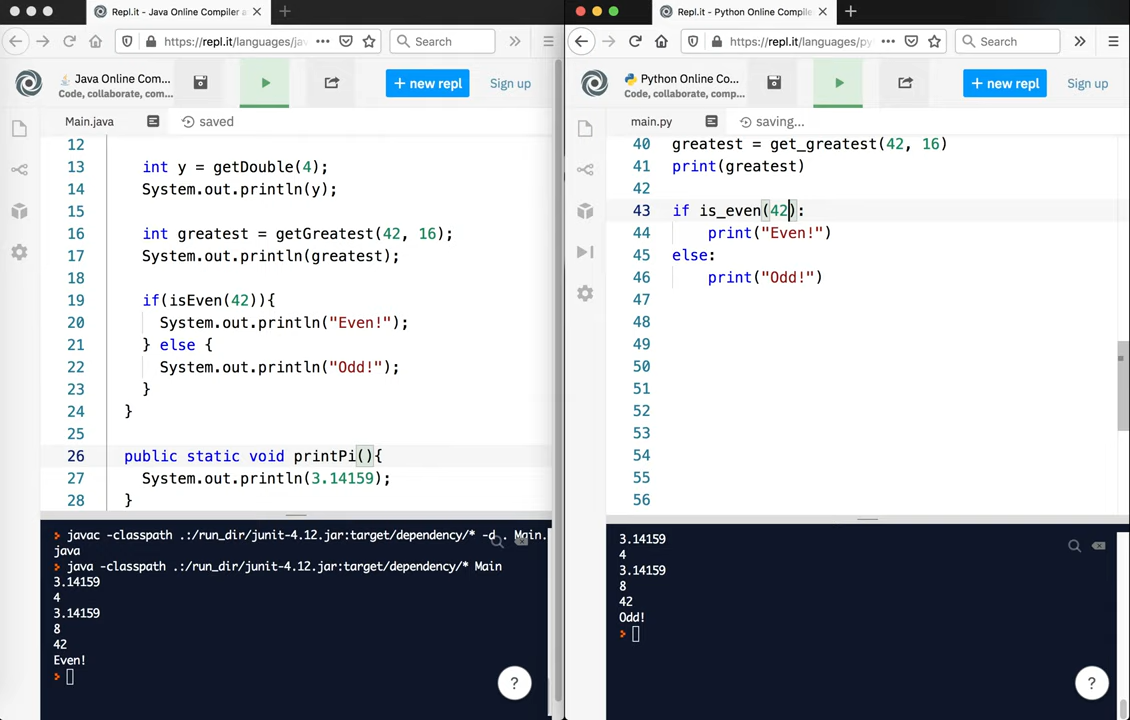 Repl.it - Java Online Compiler a
https://repl.it/languages/jav
Search
Java Online Com...
Code, collaborate, com...
+ new repl
Sign up
Main.java
saved
12
13 int y = getDouble(4);
14 System.out.println(y);
15
16 int greatest = getGreatest(42, 16);
17 System.out.println(greatest);
18
19 if(isEven(42)){
20 System.out.println("Even!");
21 } else {
22 System.out.println("Odd!");
23 }
24 }
25
26 public static void printPi(){
27 System.out.println(3.14159);
28 }
javac -classpath .:/run_dir/junit-4.12.jar:target/dependency/* -d . Main.
java
java -classpath .:/run_dir/junit-4.12.jar:target/dependency/* Main
3.14159
4
3.14159
8
42
Even!
?
Repl.it - Python Online Compile
https://repl.it/languages/py
Search
Python Online Co...
Code, collaborate, comp...
+ new repl
Sign up
main.py
saving...
40 greatest = get_greatest(42, 16)
41 print(greatest)
42
43 if is_even(42):
44 print("Even!")
45 else:
46 print("Odd!")
47
48
49
50
51
52
53
54
55
56
3.14159
4
3.14159
8
42
Odd!
?